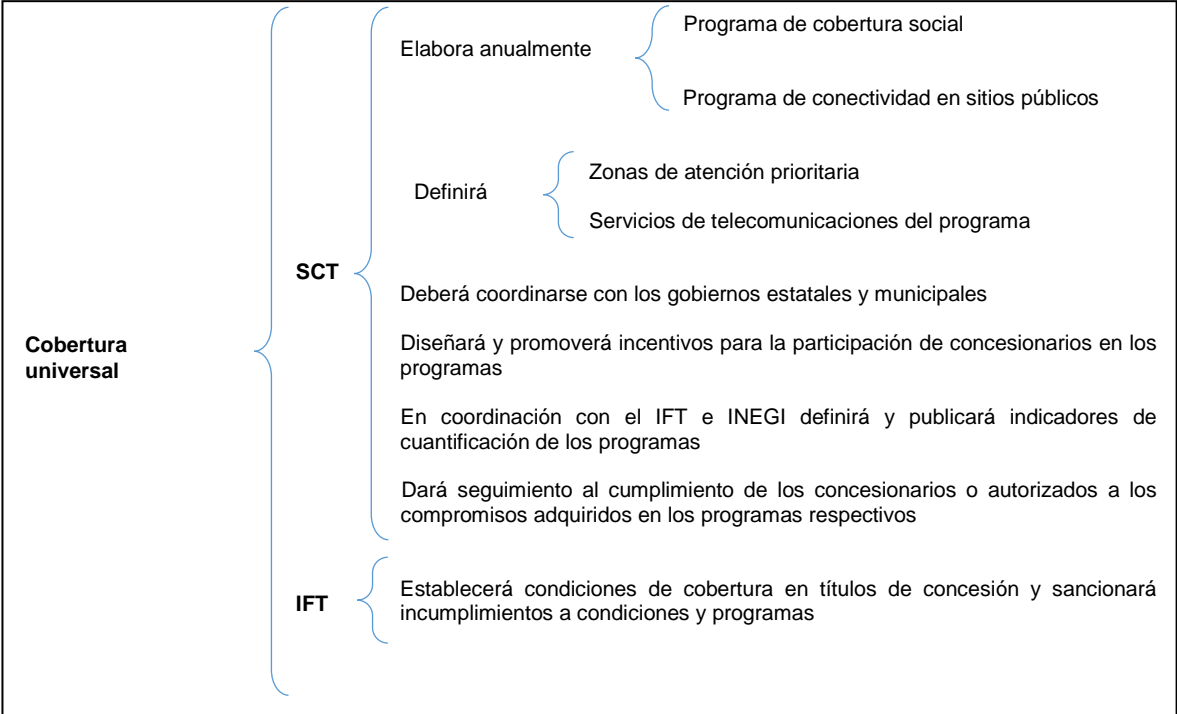 Programa de cobertura social
Elabora anualmente
Programa de conectividad en sitios públicos
Zonas de atención prioritaria
Definirá
Servicios de telecomunicaciones del programa
SCT
Deberá coordinarse con los gobiernos estatales y municipales
Cobertura
universal
Diseñará y promoverá incentivos para la participación de concesionarios en los
programas
En coordinación con el IFT e INEGI definirá y publicará indicadores de
cuantificación de los programas
Dará seguimiento al cumplimiento de los concesionarios o autorizados a los
compromisos adquiridos en los programas respectivos
IFT
Establecerá condiciones de cobertura en títulos de concesión y sancionará
incumplimientos a condiciones y programas